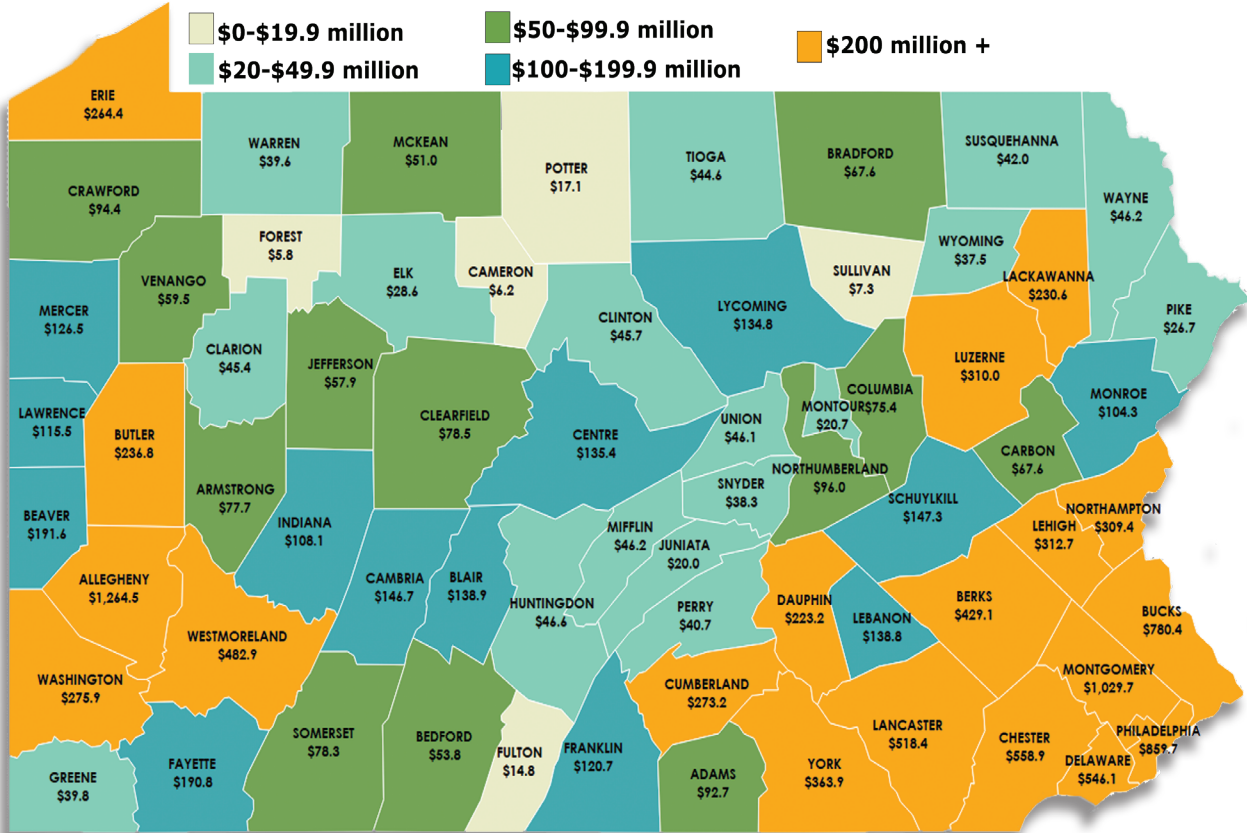 $0-$19.9 million
$50-$99.9 million
$200 million +
$20-$49.9 million
$100-$199.9 million
ERIE
$264.4
WARREN
$39.6
MCKEAN
$51.0
POTTER
$17.1
TIOGA
$44.6
BRADFORD
$67.6
SUSQUEHANNA
$42.0
WAYNE
$46.2
CRAWFORD
$94.4
FOREST
$5.8
VENANGO
$59.5
ELK
$28.6
CAMERON
$6.2
SULLIVAN
$7.3
WYOMING
$37.5
LACKAWANNA
$230.6
PIKE
$26.7
MERCER
$126.5
CLARION
$45.4
JEFFERSON
$57.9
CLINTON
$45.7
LYCOMING
$134.8
LUZERNE
$310.0
MONROE
$104.3
LAWRENCE
$115.5
BUTLER
$236.8
CLEARFIELD
$78.5
CENTRE
$135.4
UNION
$46.1
MONTOUR
$20.7
COLUMBIA
$75.4
CARBON
$67.6
BEAVER
$191.6
ARMSTRONG
$77.7
INDIANA
$108.1
SNYDER
$38.3
NORTHUMBERLAND
$96.0
SCHUYLKILL
$147.3
LEHIGH
$312.7
NORTHAMPTON
$309.4
ALLEGHENY
$1,264.5
CAMBRIA
$146.7
BLAIR
$138.9
MIFFLIN
$46.2
JUNIATA
$20.0
HUNTINGDON
$46.6
PERRY
$40.7
DAUPHIN
$223.2
LEBANON
$138.8
BERKS
$429.1
BUCKS
$780.4
WESTMORELAND
$482.9
WASHINGTON
$275.9
CUMBERLAND
$273.2
MONTGOMERY
$1,029.7
GREENE
$39.8
FAYETTE
$190.8
SOMERSET
$78.3
BEDFORD
$53.8
FULTON
$14.8
FRANKLIN
$120.7
ADAMS
$92.7
YORK
$363.9
LANCASTER
$518.4
CHESTER
$558.9
DELAWARE
$546.1
PHILADELPHIA
$859.7